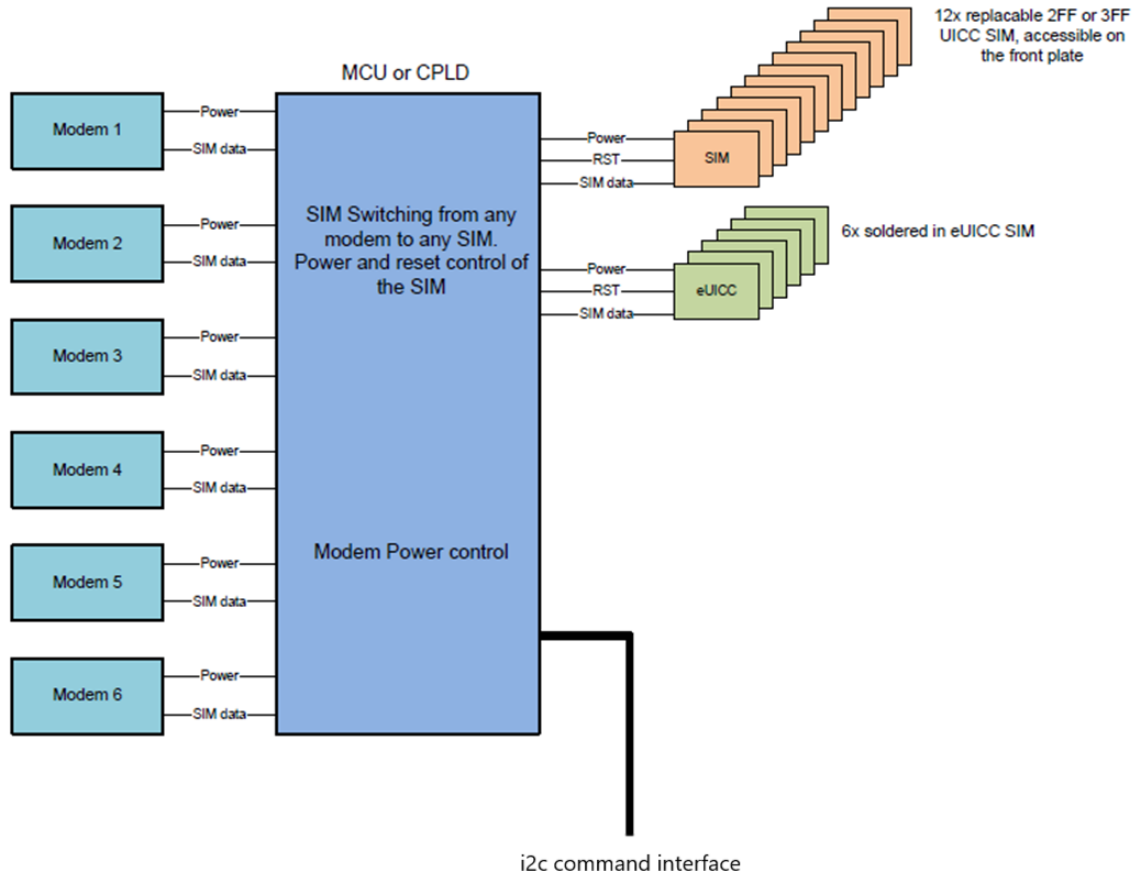 12x replacable 2FF or 3FF
UICC SIM, accessible on
the front plate
MCU or CPLD
Modem 1
Power
SIM data
Modem 2
Power
SIM data
Modem 3
Power
SIM data
Modem 4
Power
SIM data
Modem 5
Power
SIM data
Modem 6
Power
SIM data
SIM Switching from any
modem to any SIM.
Power and reset control of
the SIM
Modem Power control
Power
RST
SIM data
SIM
6x soldered in eUICC SIM
Power
RST
SIM data
eUICC
i2c command interface